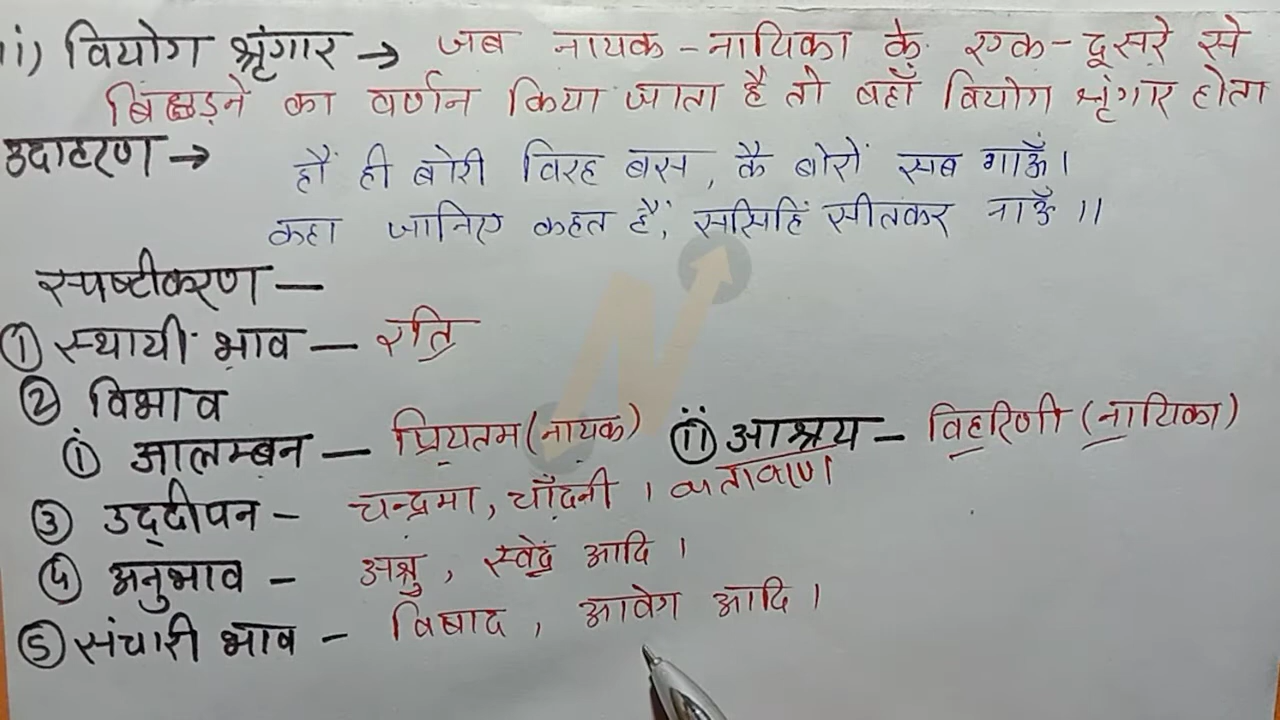 ii) वियोग श्रृंगार → जब नायक - नायिका के एक - दूसरे से
बिछड़ने का वर्णन किया जाता है तो वहाँ वियोग श्रृंगार होता
उदाहरण → हौं ही बोरी विरह बस, कै बोरों सब गाऊँ।
कहा जानिए कहत हैं, ससिहिं सीतकर नाऊँ ।।
स्पष्टीकरण —
① स्थायी भाव — रति
② विभाव
ⓘ आलम्बन — प्रियतम (नायक) (ii) आश्रय — विहरिणी (नायिका)
③ उद्दीपन - चन्द्रमा, चाँदनी । वातावाण
④ अनुभाव - अश्रु, स्वेद आदि ।
⑤ संचारी भाव - विषाद, आवेग आदि ।